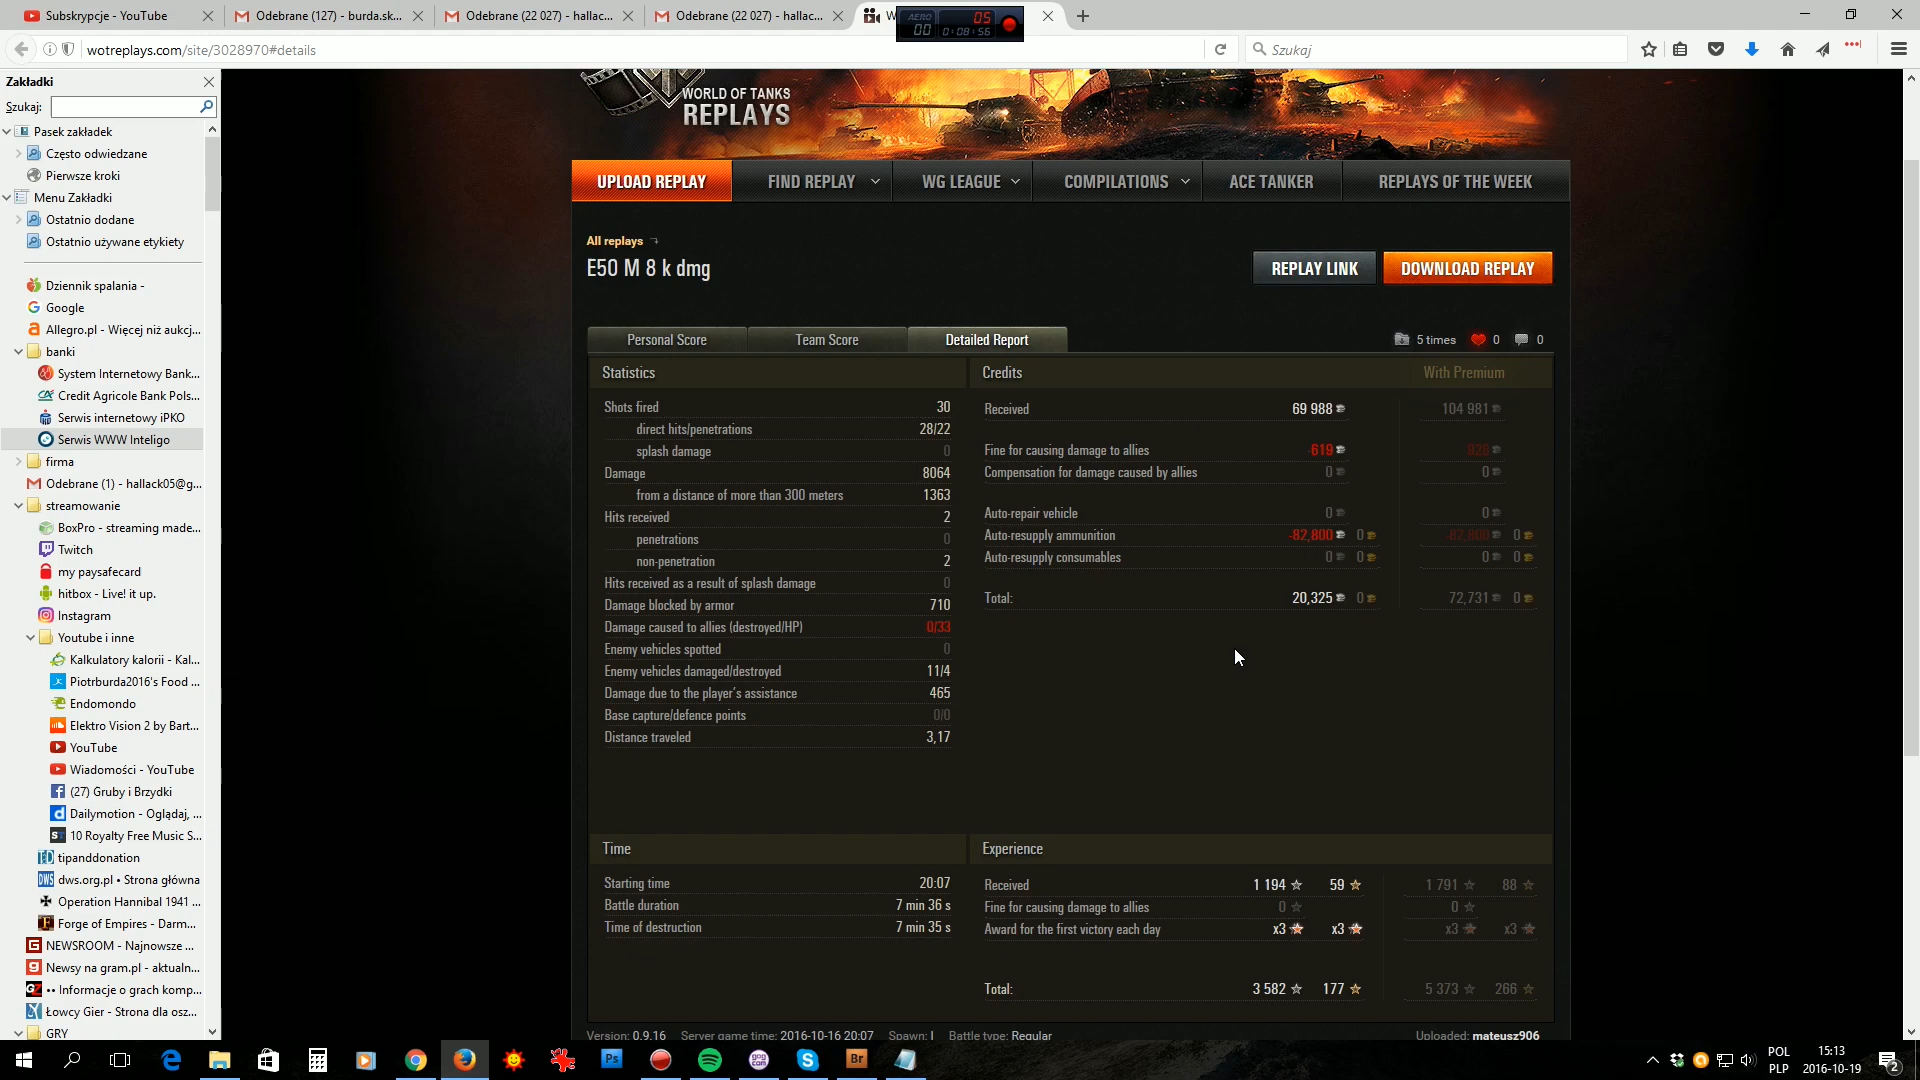 Subskrypcje - YouTube
Odebrane (127) - burda.sk...
Odebrane (22 027) - hallac...
Odebrane (22 027) - hallac...
W
AERO
00
05
0:08:56
wotreplays.com/site/3028970#details
Szukaj
Zakładki
Szukaj:
Pasek zakładek
Często odwiedzane
Pierwsze kroki
Menu Zakładki
Ostatnio dodane
Ostatnio używane etykiety
Dziennik spalania -
Google
Allegro.pl - Więcej niż aukcj...
banki
System Internetowy Bank...
Credit Agricole Bank Pols...
Serwis internetowy iPKO
Serwis WWW Inteligo
firma
Odebrane (1) - hallack05@g...
streamowanie
BoxPro - streaming made...
Twitch
my paysafecard
hitbox - Live! it up.
Instagram
Youtube i inne
Kalkulatory kalorii - Kal...
Piotrburda2016's Food ...
Endomondo
Elektro Vision 2 by Bart...
YouTube
Wiadomości - YouTube
(27) Gruby i Brzydki
Dailymotion - Oglądaj, ...
10 Royalty Free Music S...
tipanddonation
dws.org.pl • Strona główna
Operation Hannibal 1941 ...
Forge of Empires - Darm...
NEWSROOM - Najnowsze ...
Newsy na gram.pl - aktualn...
•• Informacje o grach komp...
Łowcy Gier - Strona dla osz...
GRY
WORLD OF TANKS
REPLAYS
UPLOAD REPLAY
FIND REPLAY
WG LEAGUE
COMPILATIONS
ACE TANKER
REPLAYS OF THE WEEK
All replays
E50 M 8 k dmg
REPLAY LINK
DOWNLOAD REPLAY
Personal Score
Team Score
Detailed Report
5 times
0
0
Statistics
Shots fired 30
direct hits/penetrations 28/22
splash damage 0
Damage 8064
from a distance of more than 300 meters 1363
Hits received 2
penetrations 0
non-penetration 2
Hits received as a result of splash damage 0
Damage blocked by armor 710
Damage caused to allies (destroyed/HP) 0/33
Enemy vehicles spotted 0
Enemy vehicles damaged/destroyed 11/4
Damage due to the player's assistance 465
Base capture/defence points 0/0
Distance traveled 3,17
Credits With Premium
Received 69 988 104 981
Fine for causing damage to allies -619 928
Compensation for damage caused by allies 0 0
Auto-repair vehicle 0 0
Auto-resupply ammunition -82,800 0 -82,800 0
Auto-resupply consumables 0 0 0 0
Total: 20,325 0 72,731 0
Time
Starting time 20:07
Battle duration 7 min 36 s
Time of destruction 7 min 35 s
Experience
Received 1 194 59 1 791 88
Fine for causing damage to allies 0 0
Award for the first victory each day x3 x3 x3 x3
Total: 3 582 177 5 373 266
Version: 0.9.16 Server game time: 2016-10-16 20:07 Spawn: I Battle type: Regular
Uploaded: mateusz906
Ps
gog
com
Br
POL
PLP
15:13
2016-10-19
2